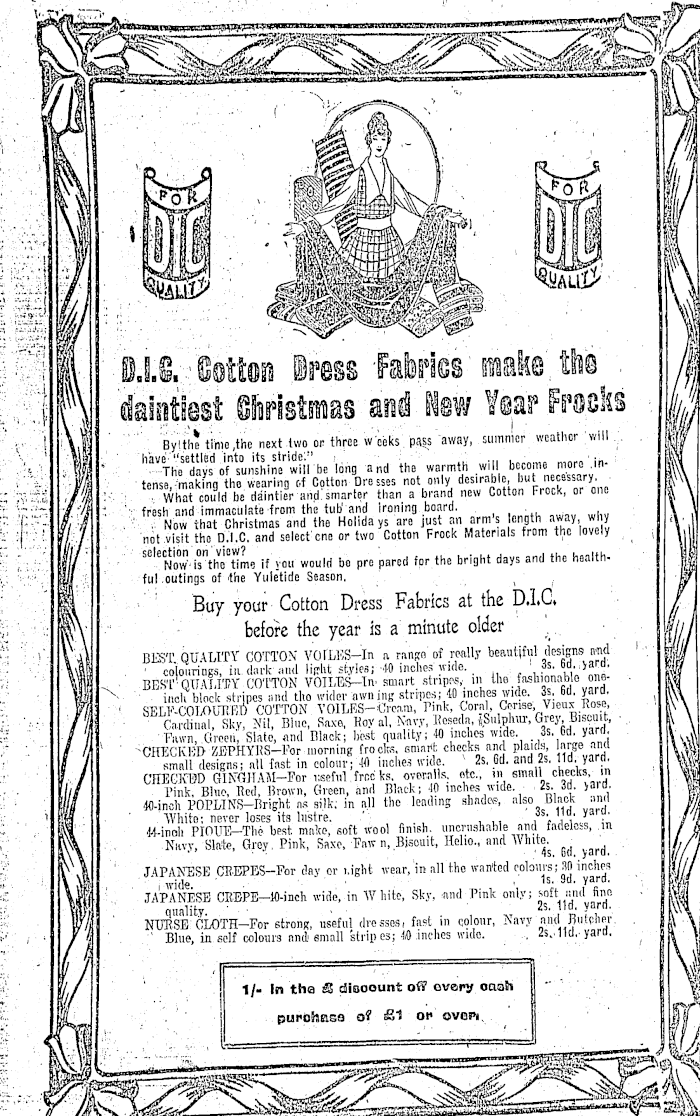 FOR
DIC
QUALITY
FOR
DIC
QUALITY
D.I.C. Cotton Dress Fabrics make the
daintiest Christmas and New Year Frocks
By the time the next two or three weeks pass away, summer weather will
have "settled into its stride."
The days of sunshine will be long and the warmth will become more in-
tense, making the wearing of Cotton Dresses not only desirable, but necessary.
What could be daintier and smarter than a brand new Cotton Frock, or one
fresh and immaculate from the tub and ironing board.
Now that Christmas and the Holidays are just an arm's length away, why
not visit the D.I.C. and select one or two Cotton Frock Materials from the lovely
selection on view?
Now is the time if you would be prepared for the bright days and the health-
ful outings of the Yuletide Season.
Buy your Cotton Dress Fabrics at the D.I.C.
before the year is a minute older
BEST QUALITY COTTON VOILES—In a range of really beautiful designs and
colourings, in dark and light styles; 40 inches wide. 3s. 6d. yard.
BEST QUALITY COTTON VOILES—In smart stripes, in the fashionable one-
inch block stripes and the wider awning stripes; 40 inches wide. 3s. 6d. yard.
SELF-COLOURED COTTON VOILES—Cream, Pink, Coral, Cerise, Vieux Rose,
Cardinal, Sky, Nil, Blue, Saxe, Royal, Navy, Reseda, Sulphur, Grey, Biscuit,
Fawn, Green, Slate, and Black; best quality; 40 inches wide. 3s. 6d. yard.
CHECKED ZEPHYRS—For morning frocks, smart checks and plaids, large and
small designs; all fast in colour; 40 inches wide. 2s. 6d. and 2s. 11d. yard.
CHECKED GINGHAM—For useful frocks, overalls, etc., in small checks, in
Pink, Blue, Red, Brown, Green, and Black; 40 inches wide. 2s. 3d. yard.
40-inch POPLINS—Bright as silk; in all the leading shades, also Black and
White; never loses its lustre. 3s. 11d. yard.
44-inch PIQUE—The best make, soft wool finish, uncrushable and fadeless, in
Navy, Slate, Grey, Pink, Saxe, Fawn, Biscuit, Helio., and White.
4s. 6d. yard.
JAPANESE CREPES—For day or night wear, in all the wanted colours; 30 inches
wide. 1s. 9d. yard.
JAPANESE CREPE—40-inch wide, in White, Sky, and Pink only; soft and fine
quality. 2s. 11d. yard.
NURSE CLOTH—For strong, useful dresses, fast in colour, Navy and Butcher
Blue, in self colours and small stripes; 40 inches wide. 2s. 11d. yard.
1/- in the £ discount off every cash
purchase of £1 or over.